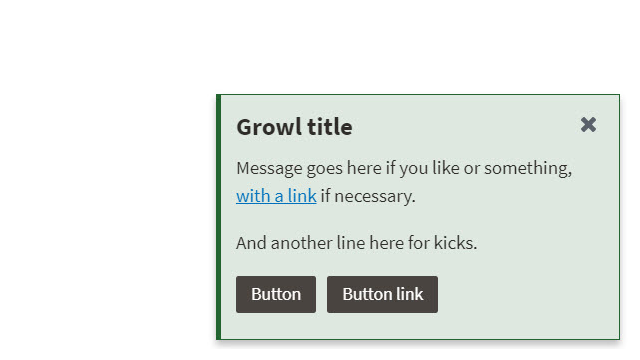 Growl title
Message goes here if you like or something,
with a link if necessary.
And another line here for kicks.
Button
Button link